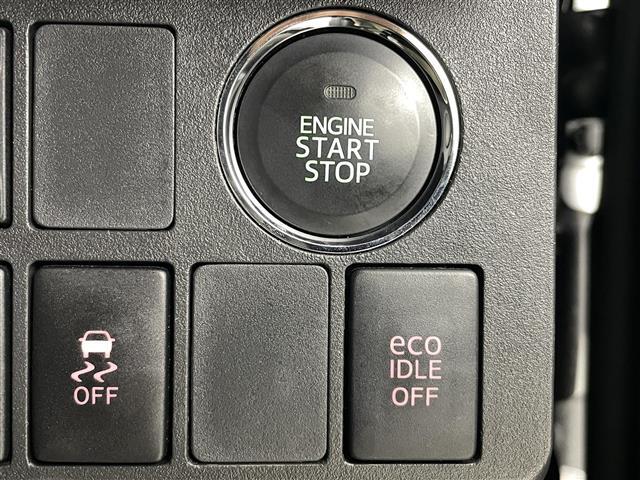 ENGINE
START
STOP
OFF
eco
IDLE
OFF